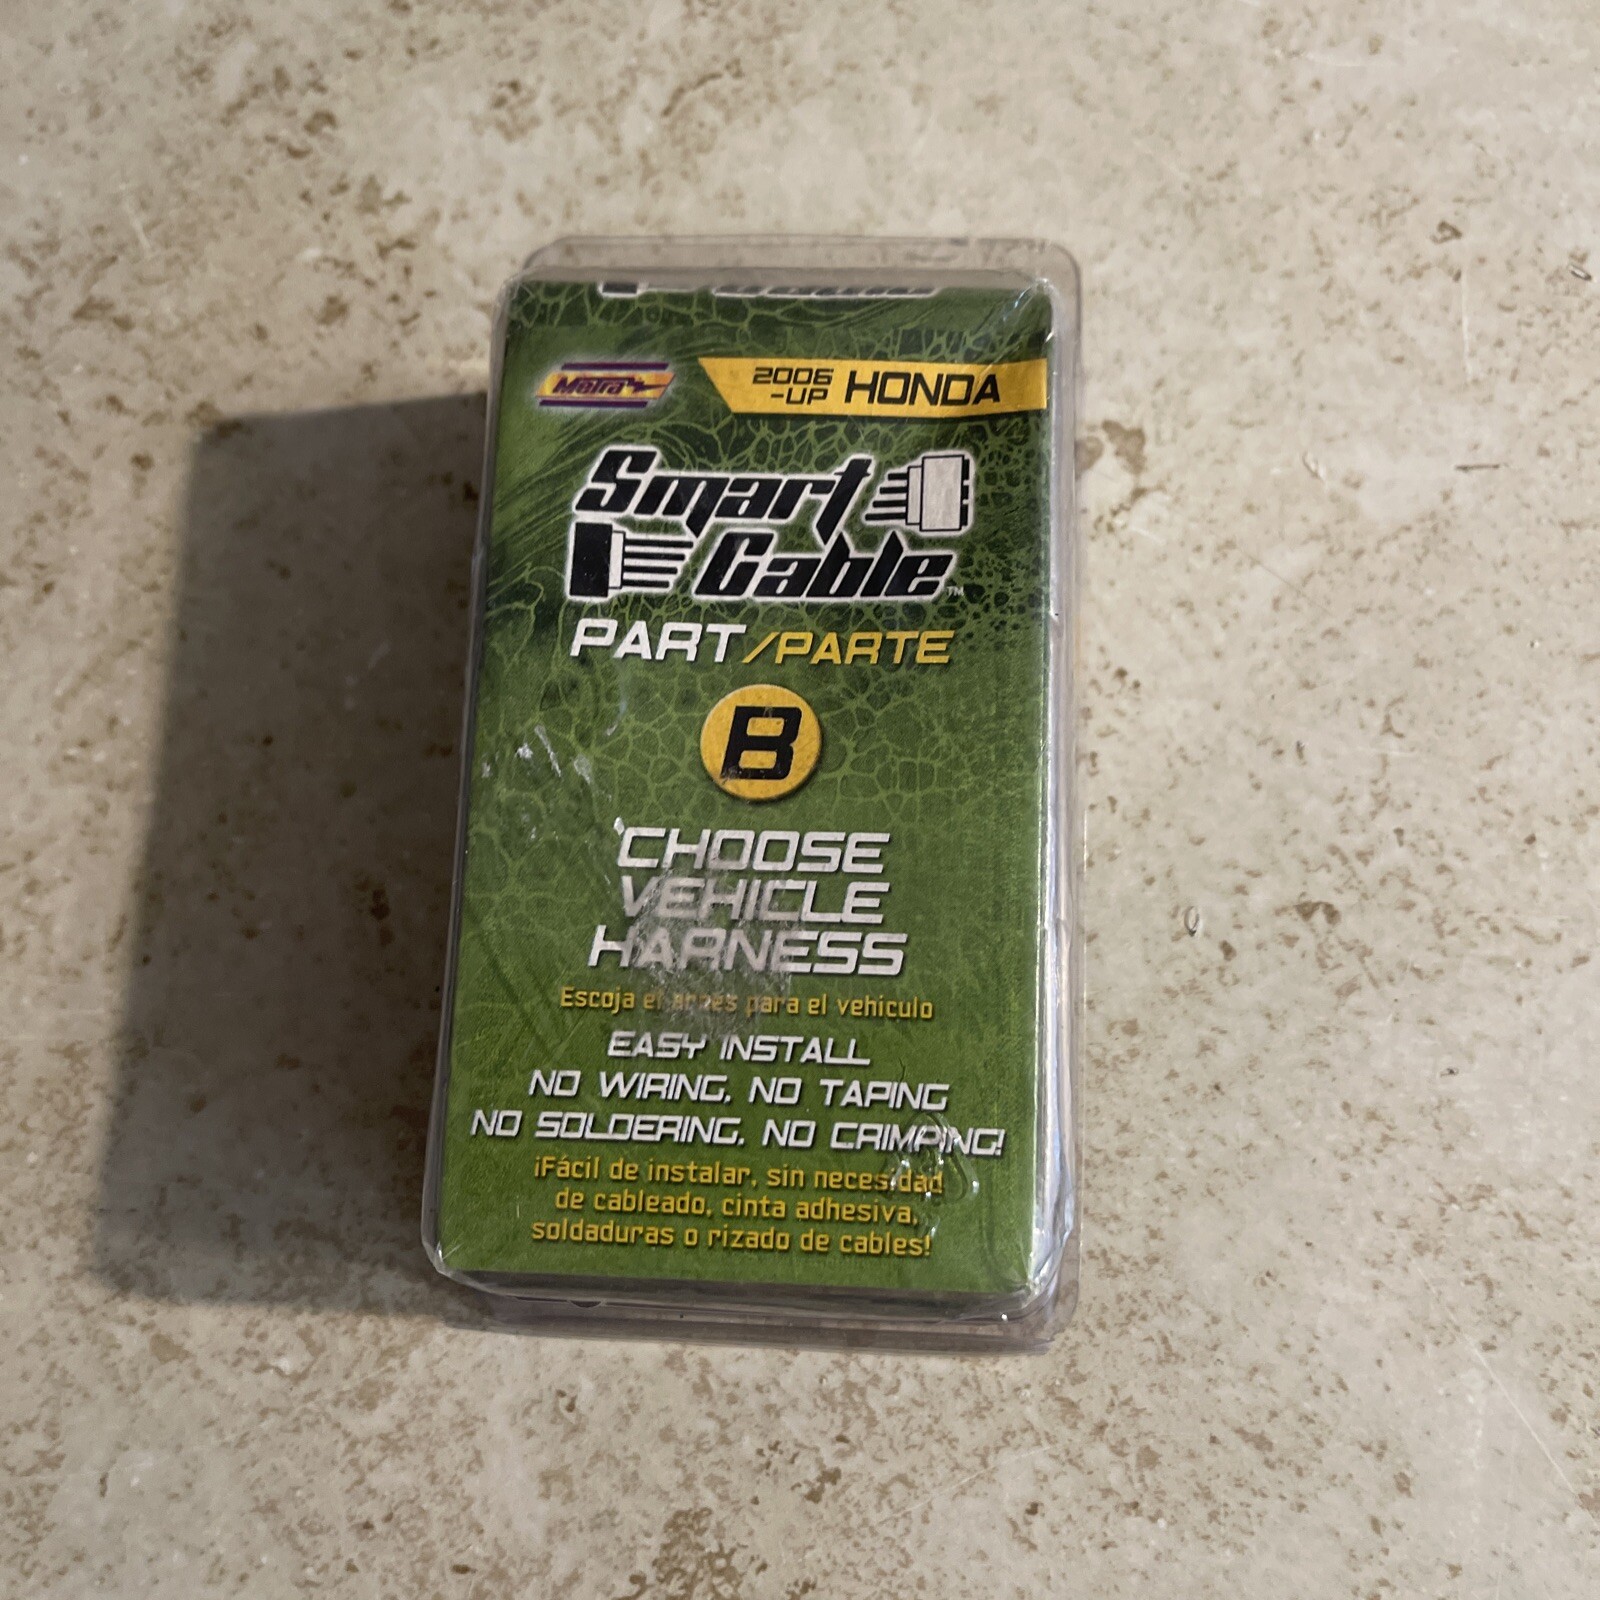 Metra
2006
-UP HONDA
Smart
Cable™
PART/PARTE
B
CHOOSE
VEHICLE
HARNESS
Escoja el arnes para el vehiculo
EASY INSTALL
NO WIRING, NO TAPING
NO SOLDERING, NO CRIMPING!
¡Fácil de instalar, sin necesidad
de cableado, cinta adhesiva,
soldaduras o rizado de cables!